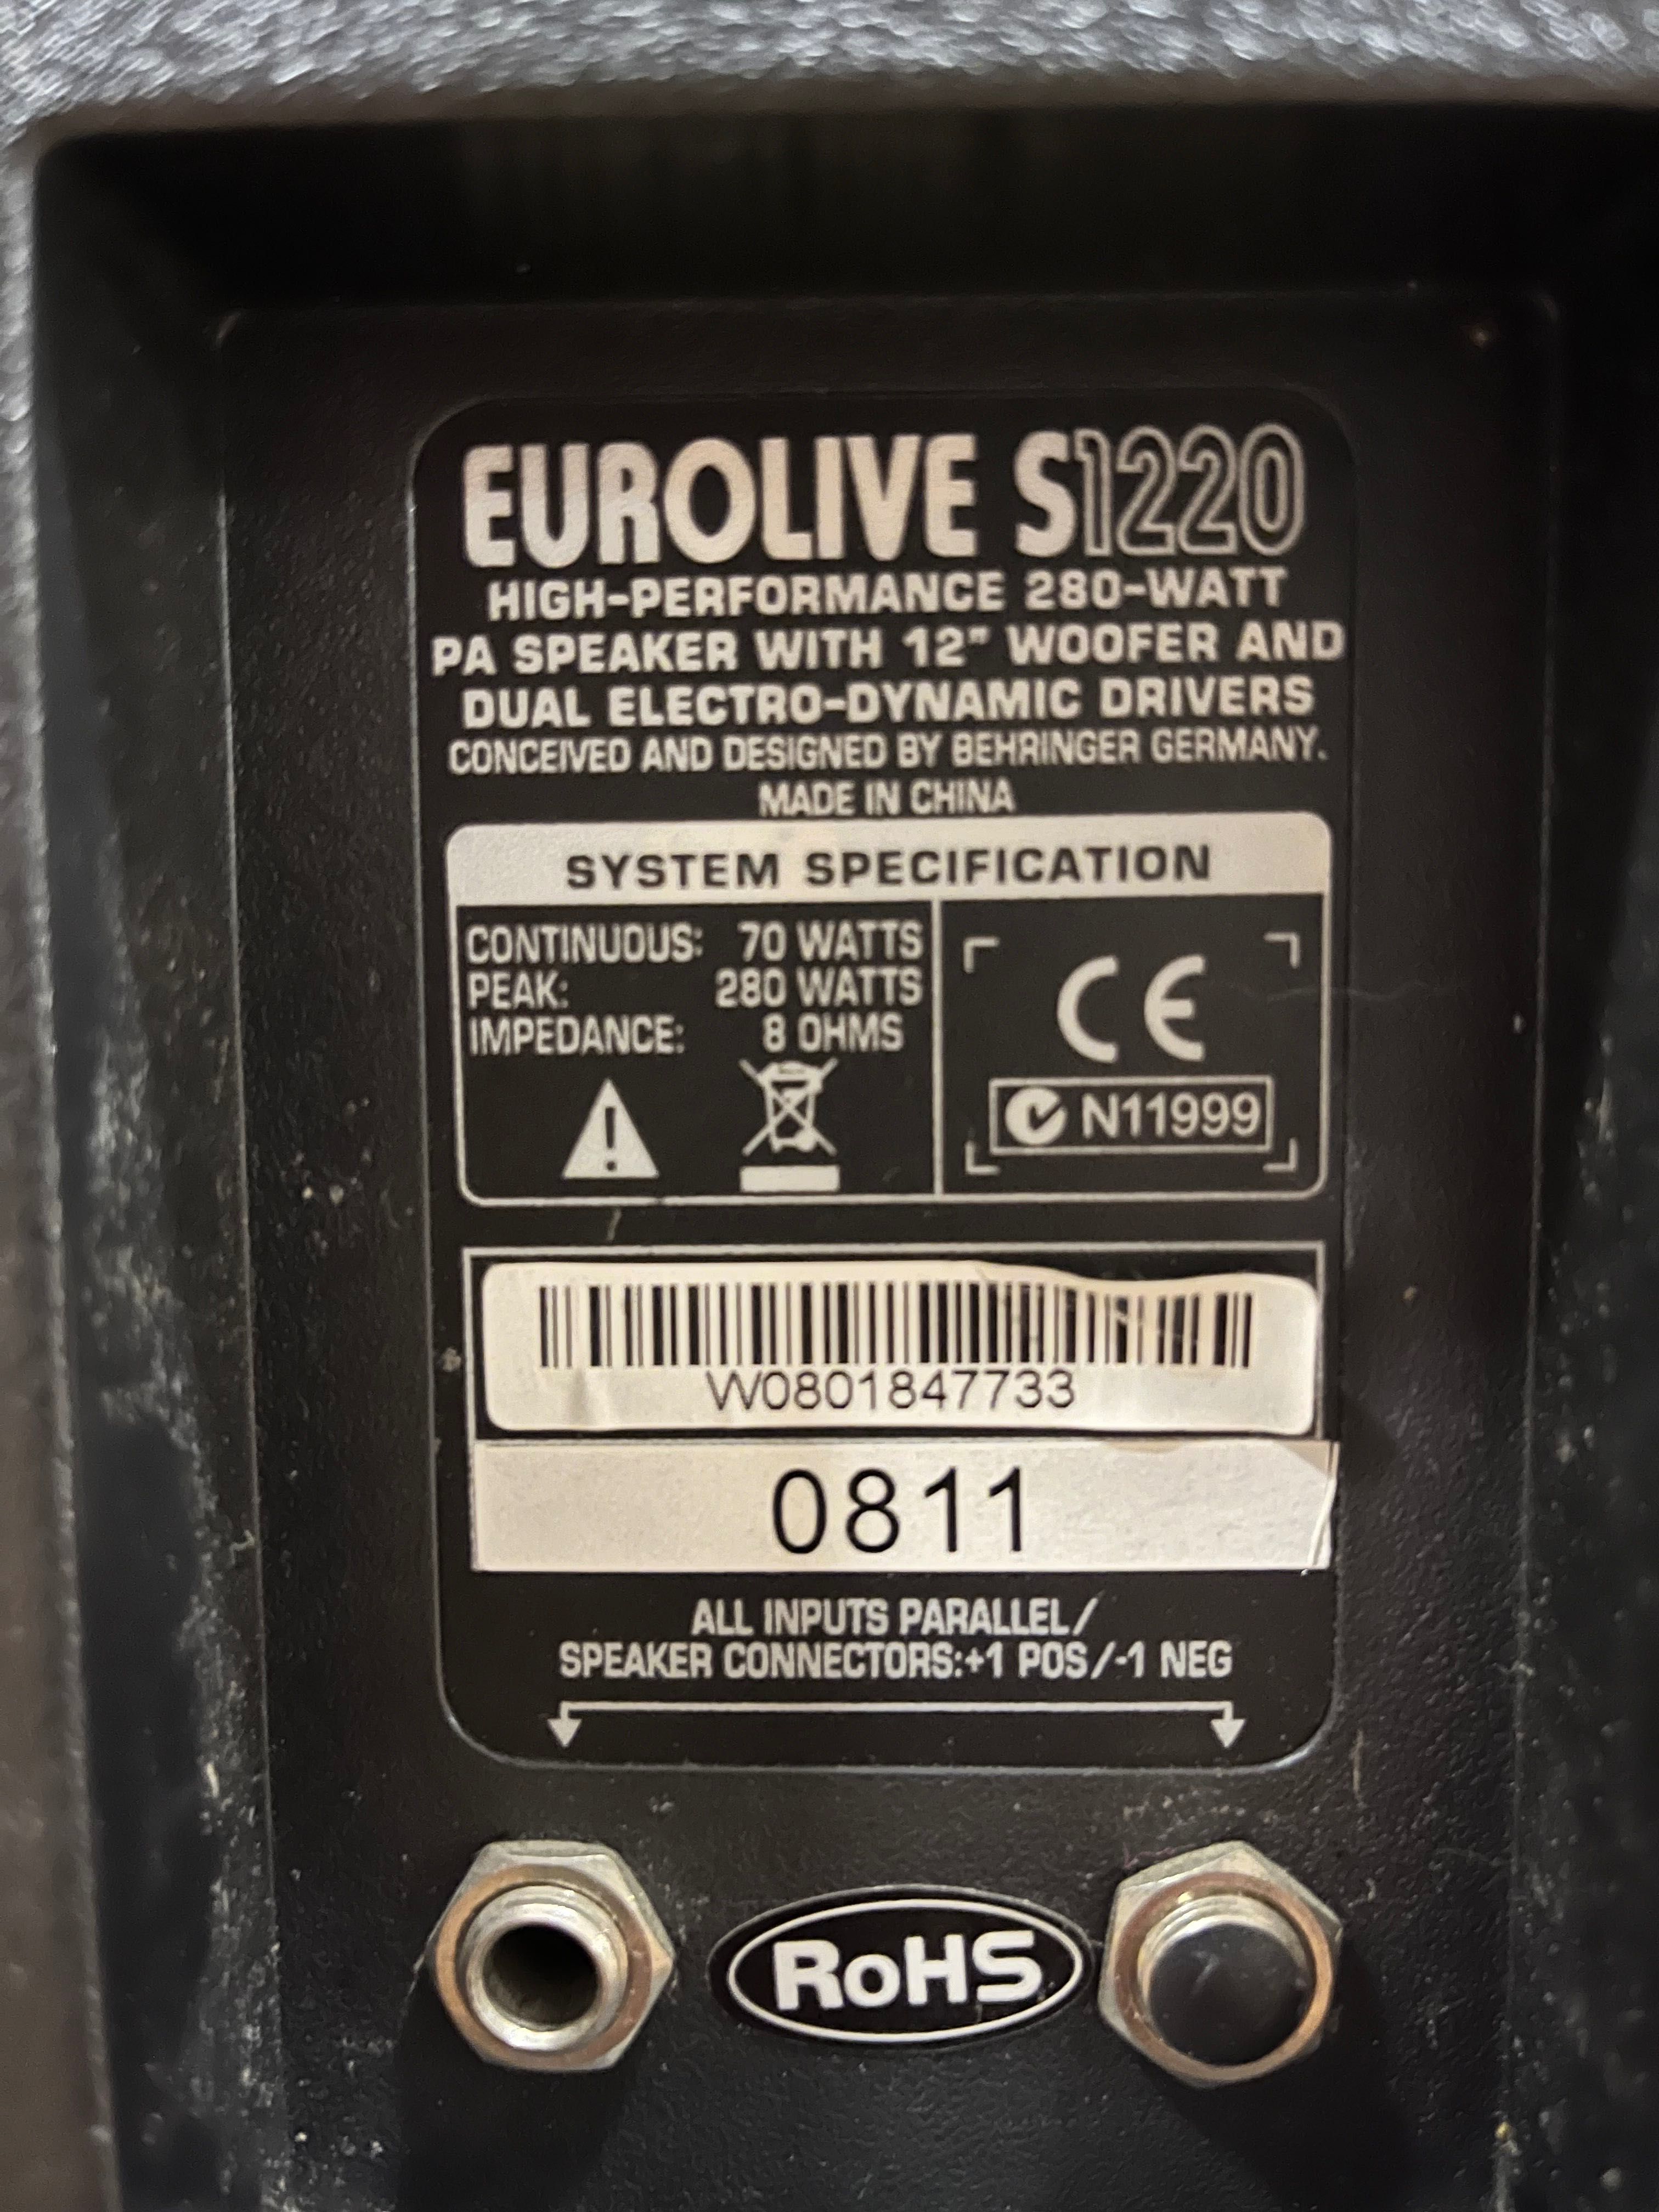 EUROLIVE S1220
HIGH-PERFORMANCE 280-WATT
PA SPEAKER WITH 12" WOOFER AND
DUAL ELECTRO-DYNAMIC DRIVERS
CONCEIVED AND DESIGNED BY BEHRINGER GERMANY.
MADE IN CHINA
SYSTEM SPECIFICATION
CONTINUOUS: 70 WATTS
PEAK: 280 WATTS
IMPEDANCE: 8 OHMS
CE
N11999
W0801847733
0811
ALL INPUTS PARALLEL/
SPEAKER CONNECTORS:+1 POS/-1 NEG
RoHS